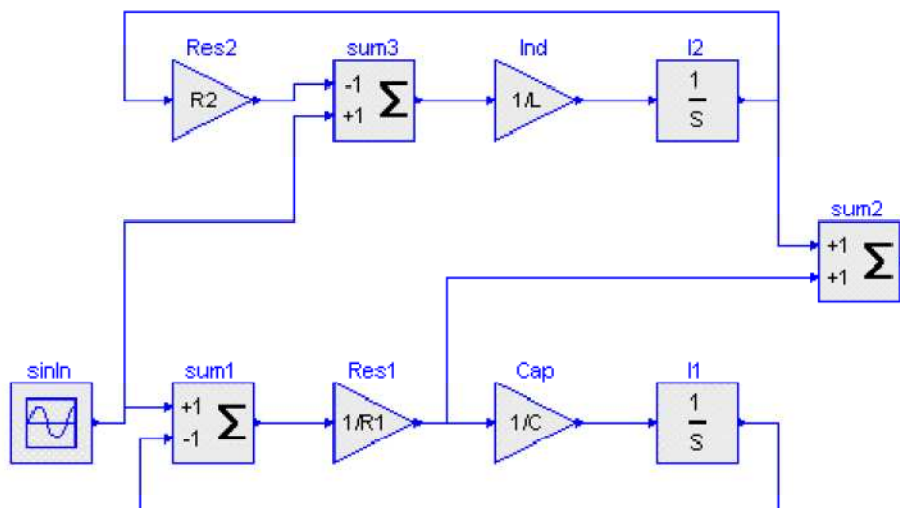 Res2
sum3
Ind
I2
R2
-1
+1
Σ
1/L
1
S
sum2
+1
+1
Σ
sinIn
sum1
Res1
Cap
I1
+1
-1
Σ
1/R1
1/C
1
S